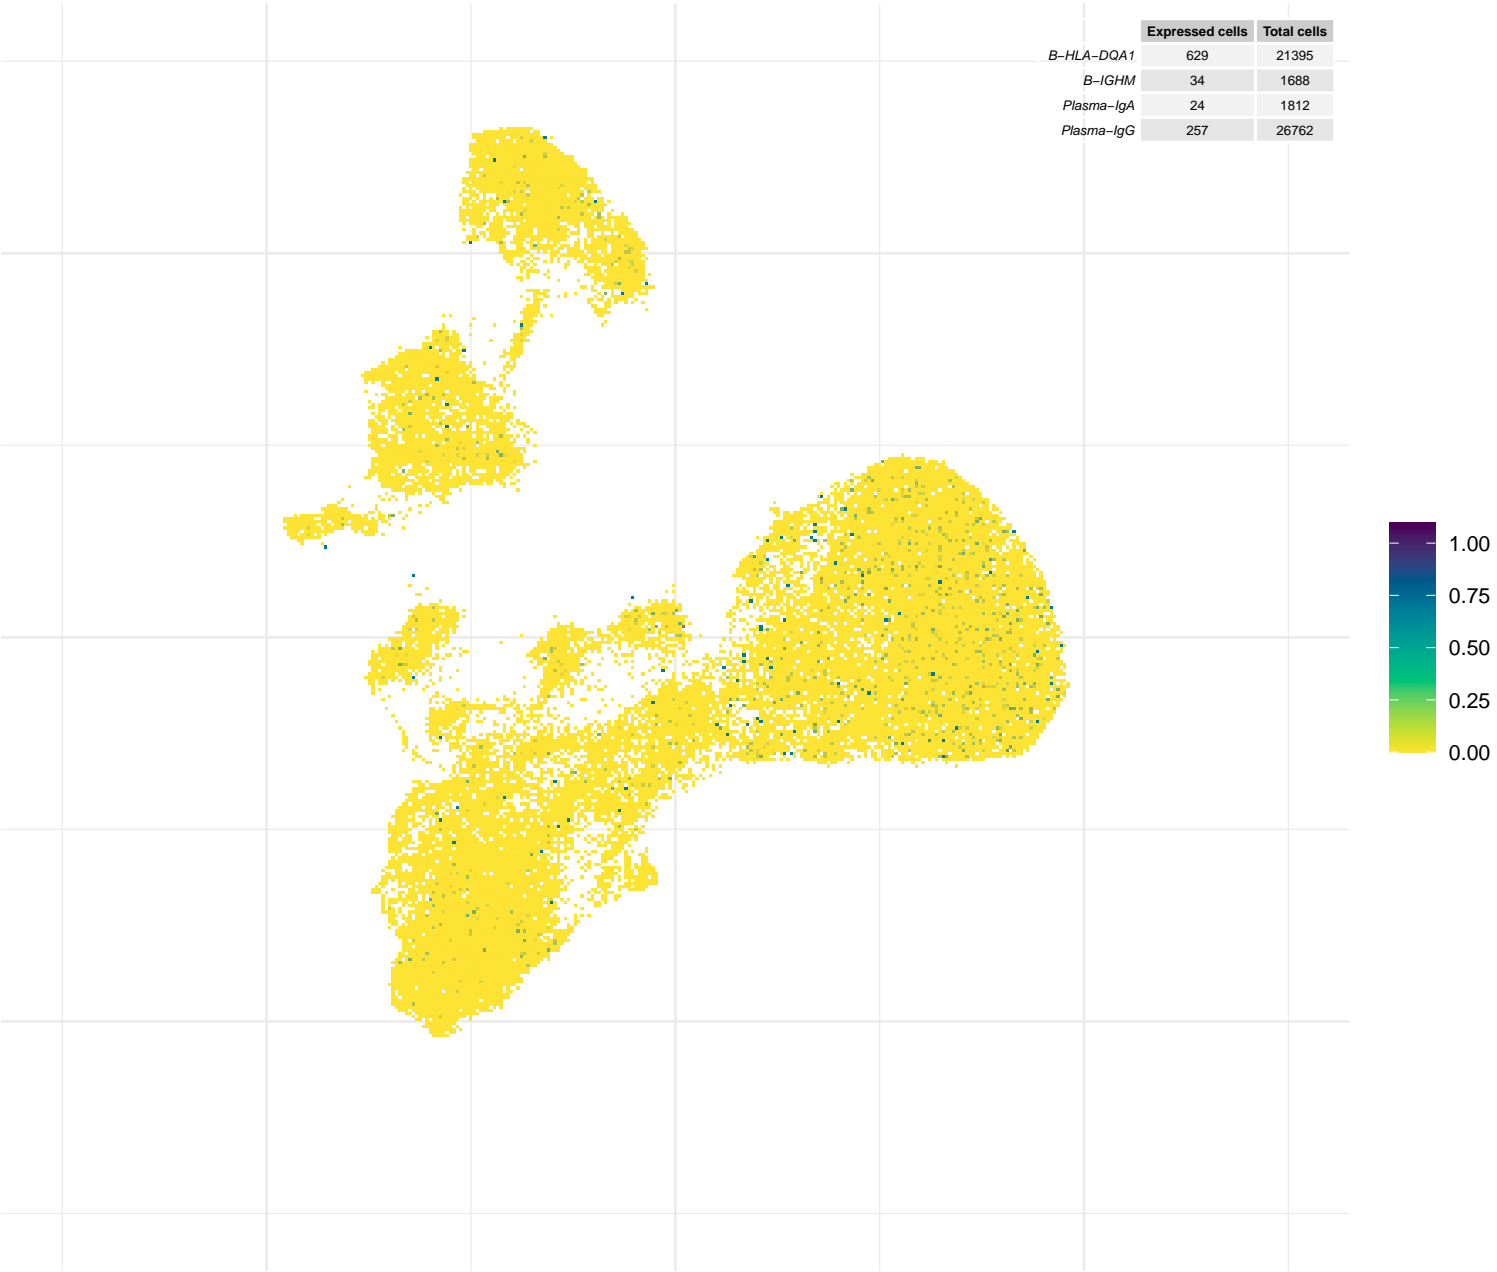 Expressed cells Total cells
B−HLA−DQA1 629 21395
B−IGHM 34 1688
Plasma−IgA 24 1812
Plasma−IgG 257 26762
1.00
0.75
0.50
0.25
0.00